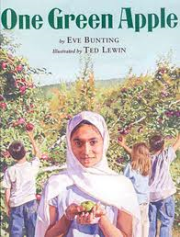 One Green Apple
by EVE BUNTING
Illustrated by TED LEWIN